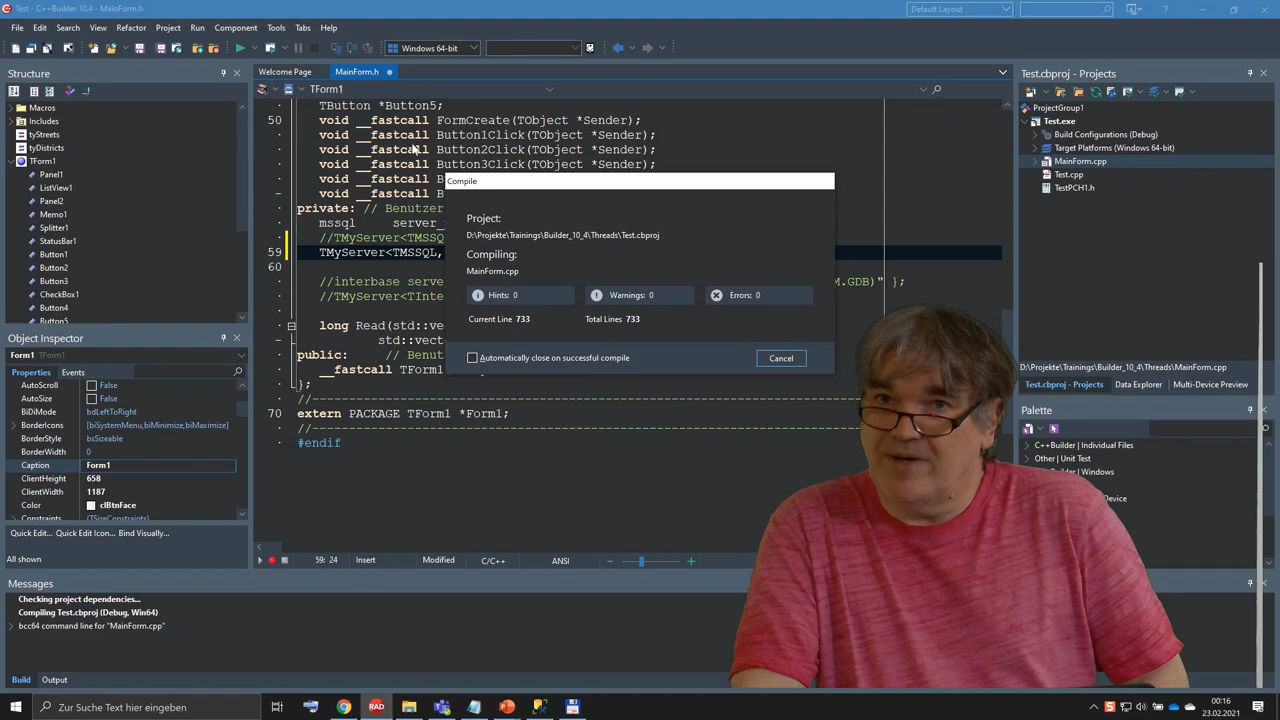 Test - C++Builder 10.4 - MainForm.h
Default Layout
File Edit Search View Refactor Project Run Component Tools Tabs Help
Windows 64-bit
Structure
Macros
Includes
tyStreets
tyDistricts
TForm1
Panel1
ListView1
Panel2
Memo1
Splitter1
StatusBar1
Button1
Button2
Button3
CheckBox1
Button4
Button5
Object Inspector
Form1 TForm1
Properties Events
AutoScroll False
AutoSize False
BiDiMode bdLeftToRight
BorderIcons [biSystemMenu,biMinimize,biMaximize]
BorderStyle bsSizeable
BorderWidth 0
Caption Form1
ClientHeight 658
ClientWidth 1187
Color clBtnFace
Constraints (TSizeConstraints)
Quick Edit... Quick Edit Icon... Bind Visually...
All shown
Welcome Page MainForm.h
TForm1
TButton *Button5;
50 void __fastcall FormCreate(TObject *Sender);
void __fastcall Button1Click(TObject *Sender);
void __fastcall Button2Click(TObject *Sender);
void __fastcall Button3Click(TObject *Sender);
void __fastcall B
void __fastcall B
private: // Benutzer
mssql server_
//TMyServer<TMSSQ
59 TMyServer<TMSSQL,
60
//interbase serve M.GDB)" };
//TMyServer<TInte
long Read(std::ve
std::vect
public: // Benut
__fastcall TForm1
};
//
70 extern PACKAGE TForm1 *Form1;
//
#endif
59: 24 Insert Modified C/C++ ANSI
Compile
Project:
D:\Projekte\Trainings\Builder_10_4\Threads\Test.cbproj
Compiling:
MainForm.cpp
Hints: 0 Warnings: 0 Errors: 0
Current Line 733 Total Lines 733
Automatically close on successful compile
Cancel
Test.cbproj - Projects
ProjectGroup1
Test.exe
Build Configurations (Debug)
Target Platforms (Windows 64-bit)
MainForm.cpp
Test.cpp
TestPCH1.h
D:\Projekte\Trainings\Builder_10_4\Threads\MainForm.cpp
Test.cbproj - Projects Data Explorer Multi-Device Preview
Palette
C++Builder | Individual Files
Other | Unit Test
C++Builder | Windows
Device
Messages
Checking project dependencies...
Compiling Test.cbproj (Debug, Win64)
bcc64 command line for "MainForm.cpp"
Build Output
Zur Suche Text hier eingeben
RAD
00:16
23.02.2021